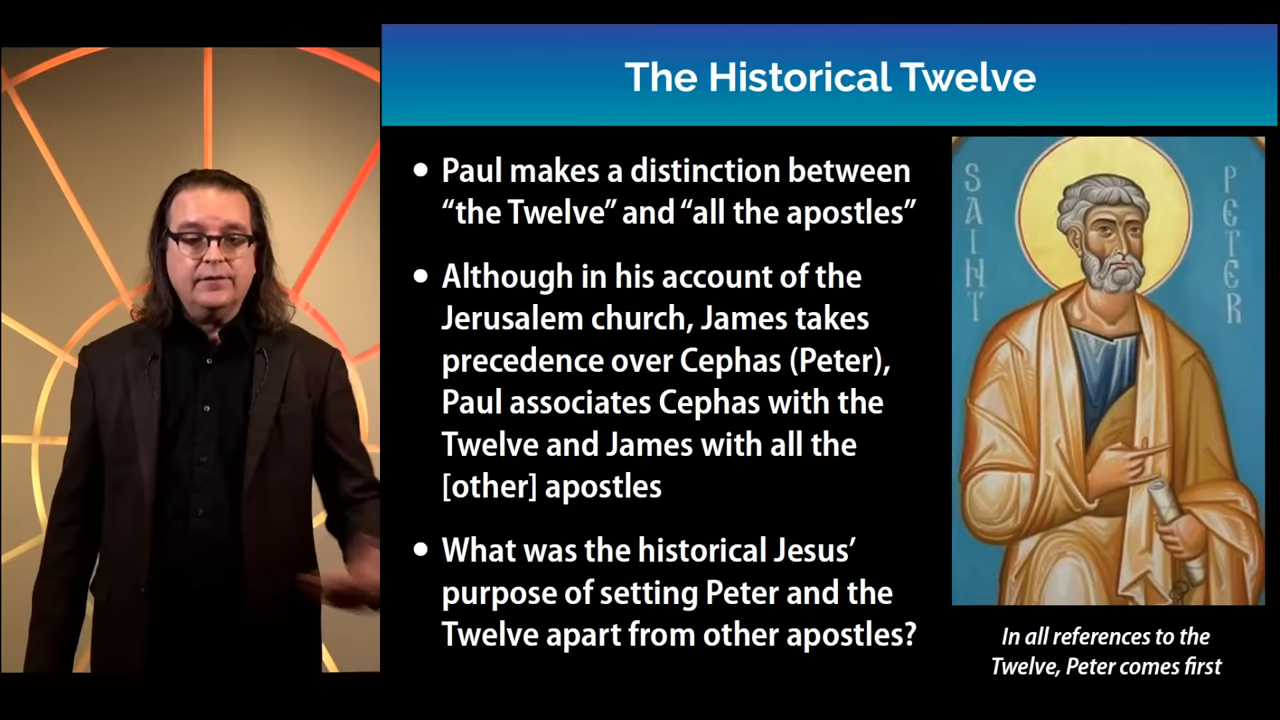 The Historical Twelve
• Paul makes a distinction between
“the Twelve” and “all the apostles”
• Although in his account of the
Jerusalem church, James takes
precedence over Cephas (Peter),
Paul associates Cephas with the
Twelve and James with all the
[other] apostles
• What was the historical Jesus’
purpose of setting Peter and the
Twelve apart from other apostles?
SAINT
PETER
In all references to the
Twelve, Peter comes first